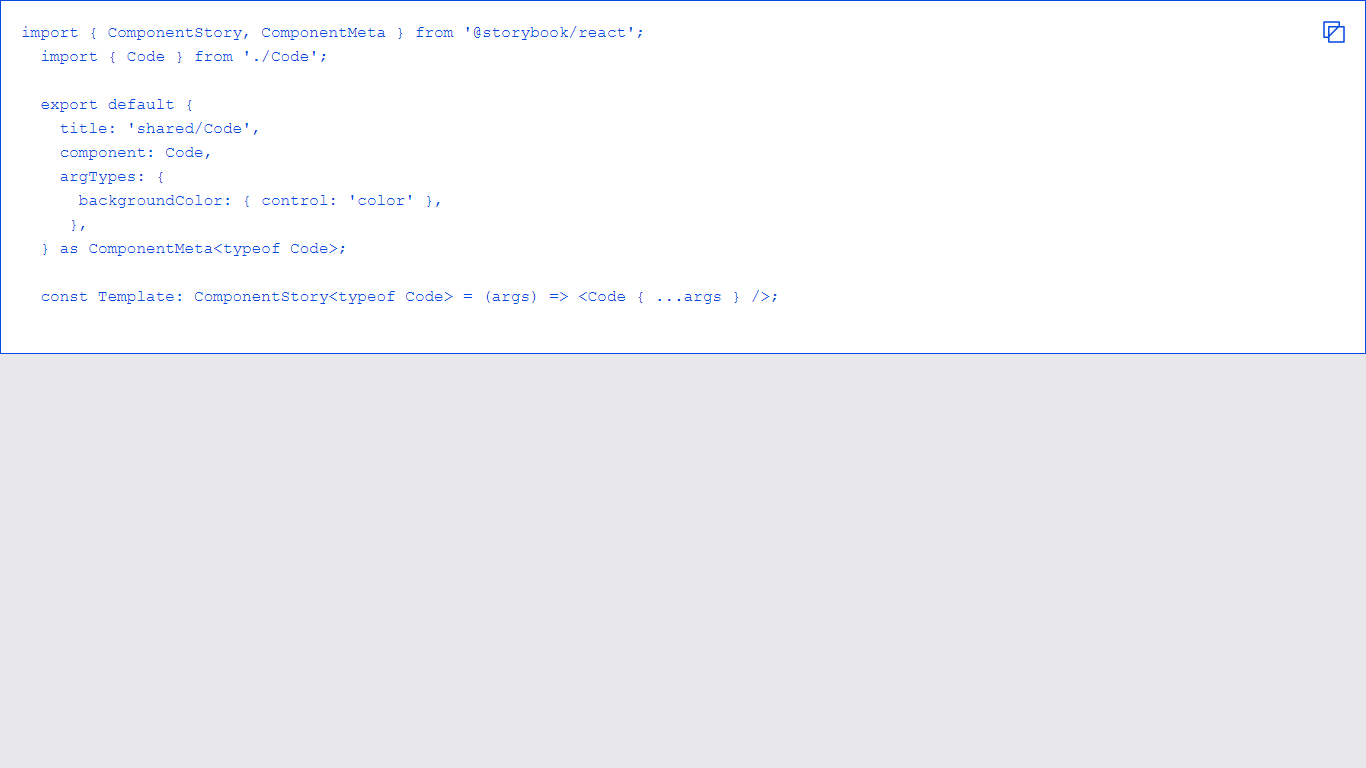 import { ComponentStory, ComponentMeta } from '@storybook/react';
  import { Code } from './Code';

  export default {
    title: 'shared/Code',
    component: Code,
    argTypes: {
      backgroundColor: { control: 'color' },
     },
  } as ComponentMeta<typeof Code>;

  const Template: ComponentStory<typeof Code> = (args) => <Code { ...args } />;